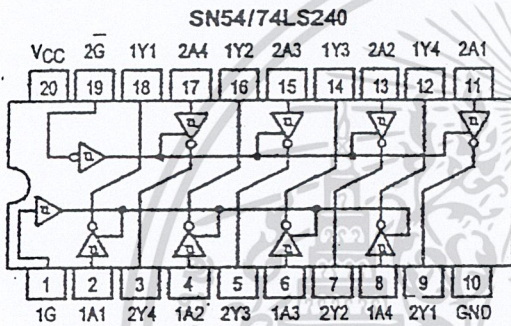 SN54/74LS240
VCC 2G̅ 1Y1 2A4 1Y2 2A3 1Y3 2A2 1Y4 2A1
20 19 18 17 16 15 14 13 12 11
1 2 3 4 5 6 7 8 9 10
1G 1A1 2Y4 1A2 2Y3 1A3 2Y2 1A4 2Y1 GND